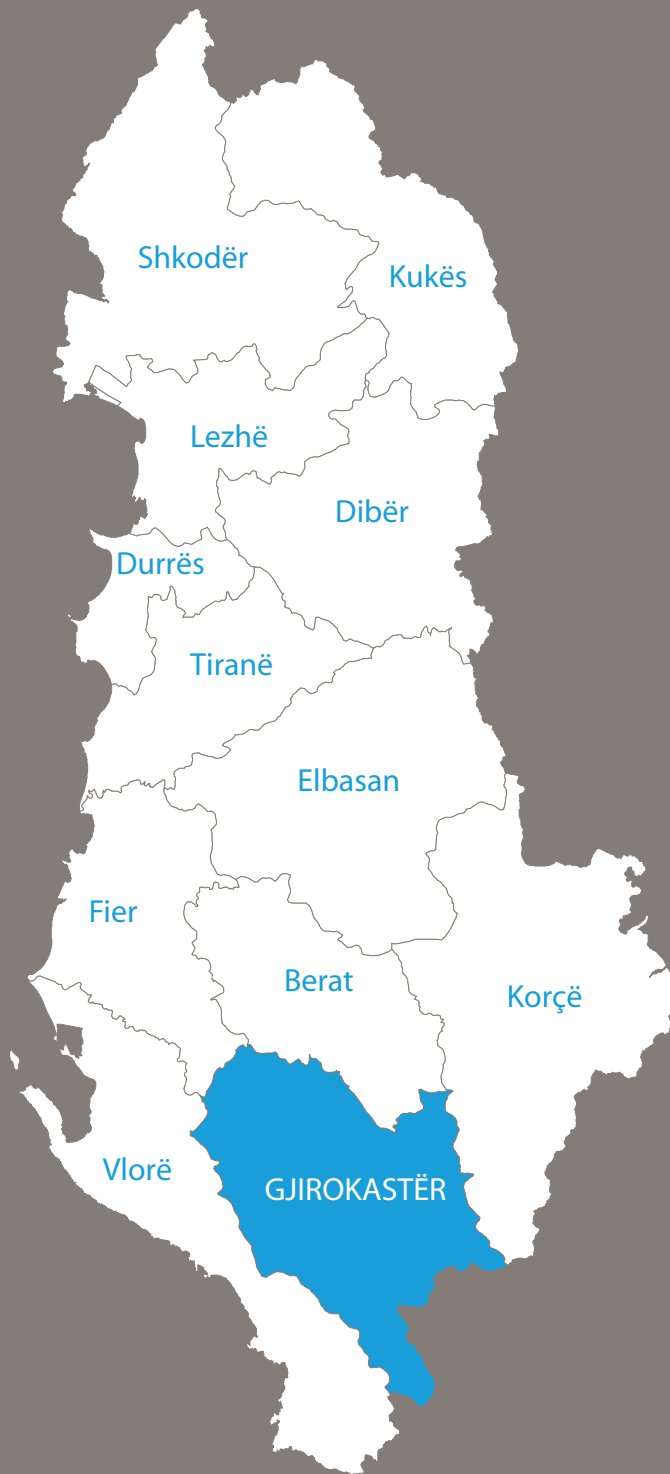 Shkodër
Kukës
Lezhë
Dibër
Durrës
Tiranë
Elbasan
Fier
Berat
Korçë
Vlorë
GJIROKASTËR